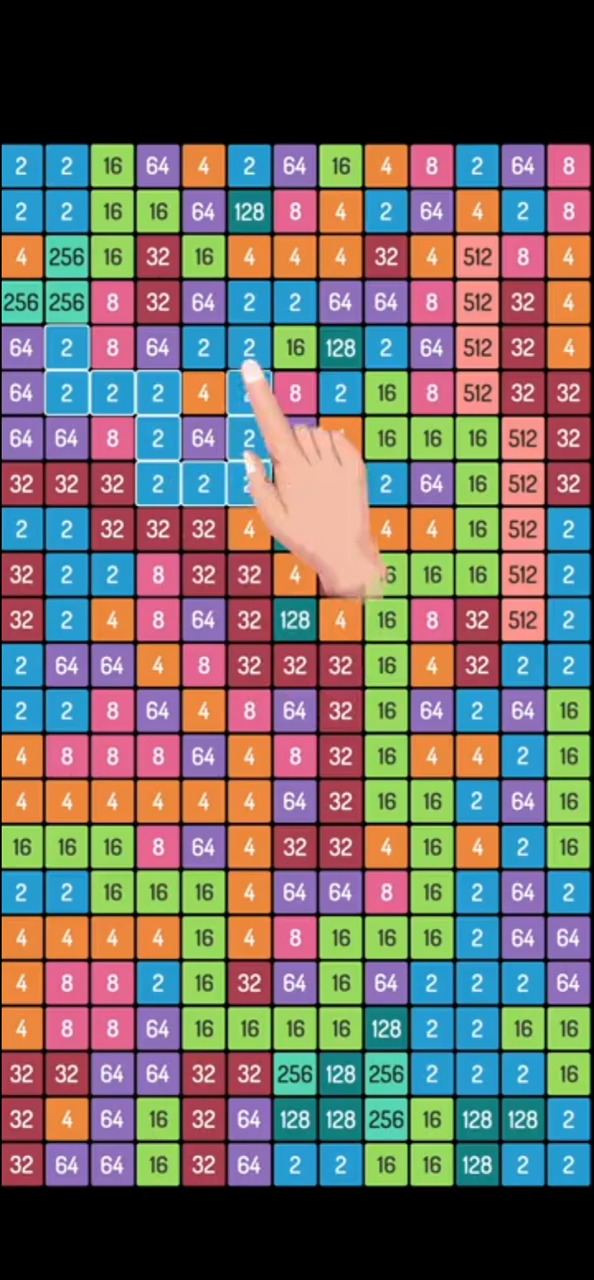 2 2 16 64 4 2 64 16 4 8 2 64 8
2 2 16 16 64 128 8 4 2 64 4 2 8
4 256 16 32 16 4 4 4 32 4 512 8 4
256 256 8 32 64 2 2 64 64 8 512 32 4
64 2 8 64 2 2 16 128 2 64 512 32 4
64 2 2 2 4 2 8 2 16 8 512 32 32
64 64 8 2 64 2 16 16 16 512 32
32 32 32 2 2 2 2 64 16 512 32
2 2 32 32 32 4 4 4 16 512 2
32 2 2 8 32 32 4 16 16 512 2
32 2 4 8 64 32 128 4 16 8 32 512 2
2 64 64 4 8 32 32 32 16 4 32 2 2
2 2 8 64 4 8 64 32 16 64 2 64 16
4 8 8 8 64 4 8 32 16 4 4 2 16
4 4 4 4 4 4 64 32 16 16 2 64 16
16 16 16 8 64 4 32 32 4 16 4 2 16
2 2 16 16 16 4 64 64 8 16 2 64 2
4 4 4 4 16 4 8 16 16 16 2 64 64
4 8 8 2 16 32 64 16 64 2 2 2 64
4 8 8 64 16 16 16 16 128 2 2 16 16
32 32 64 64 32 32 256 128 256 2 2 2 16
32 4 64 16 32 64 128 128 256 16 128 128 2
32 64 64 16 32 64 2 2 16 16 128 2 2